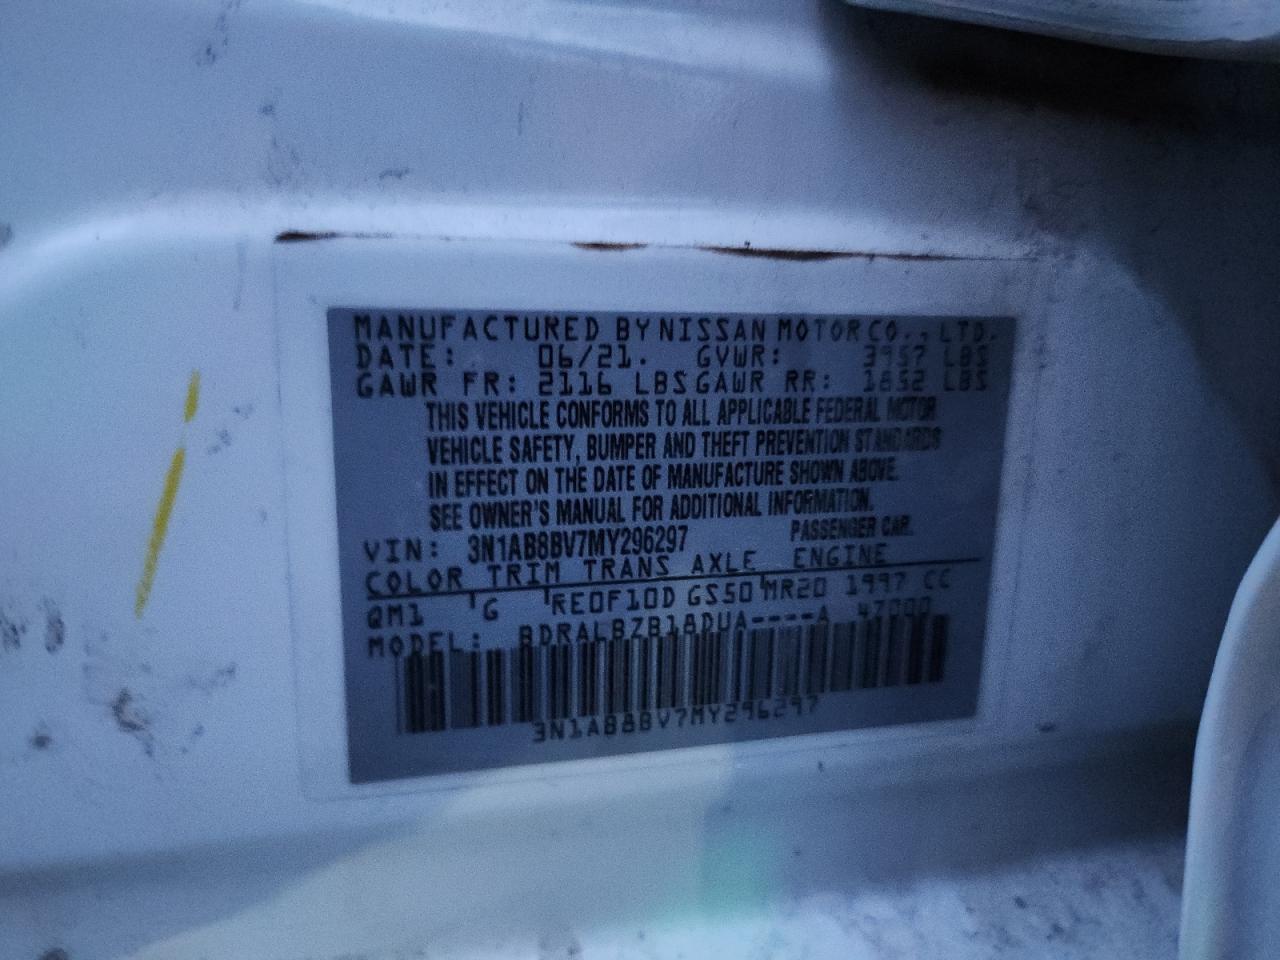 MANUFACTURED BY NISSAN MOTOR CO., LTD.
DATE: 06/21. GVWR: 3957 LBS
GAWR FR: 2116 LBS GAWR RR: 1852 LBS
THIS VEHICLE CONFORMS TO ALL APPLICABLE FEDERAL MOTOR
VEHICLE SAFETY, BUMPER AND THEFT PREVENTION STANDARDS
IN EFFECT ON THE DATE OF MANUFACTURE SHOWN ABOVE.
SEE OWNER'S MANUAL FOR ADDITIONAL INFORMATION.
VIN: 3N1AB8BV7MY296297 PASSENGER CAR.
COLOR TRIM TRANS AXLE ENGINE
QM1 G RE0F10D GS50 MR20 1997 CC
MODEL: BDRALBZB18DUA----A 47000
3N1AB8BV7MY296297